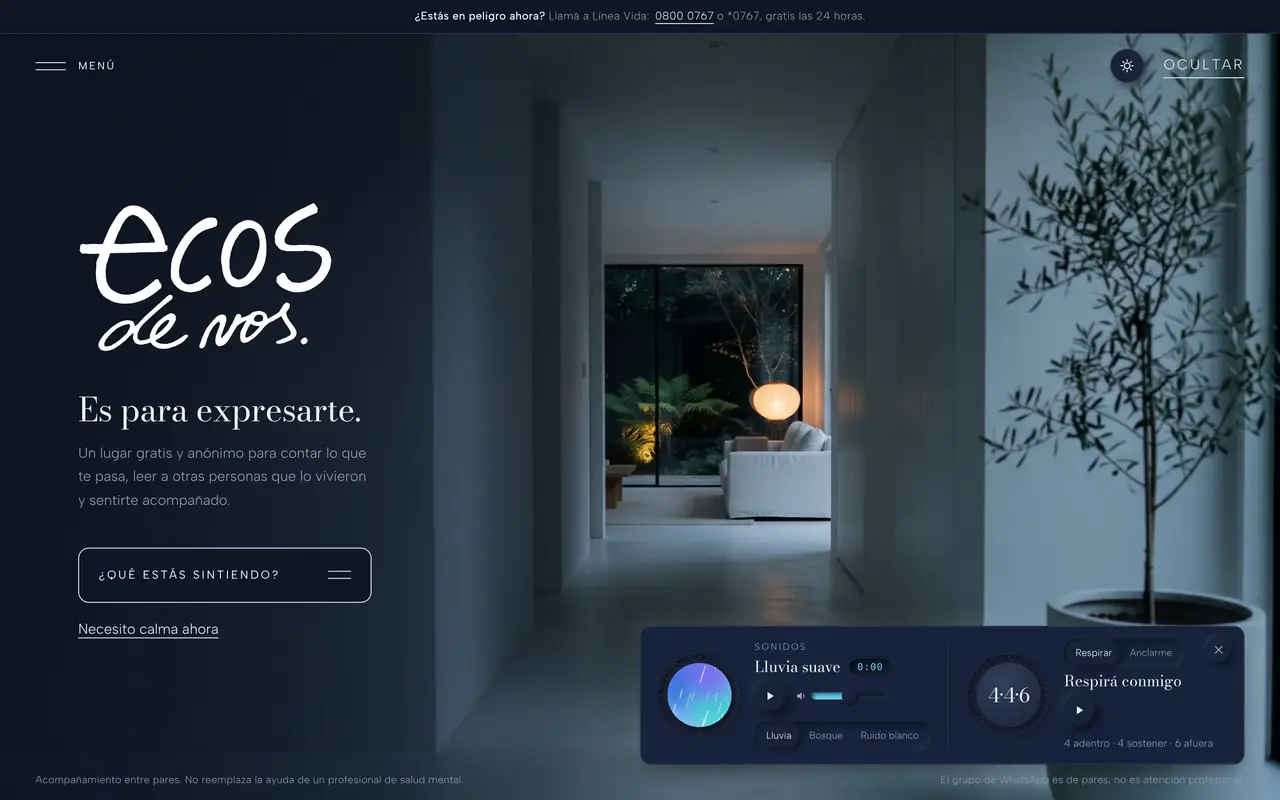 ¿Estás en peligro ahora? Llamà a Linea Vida: 0800 0767 o *0767, gratis las 24 horas.
MENÚ
OCULTAR
ecos
de vos.
Es para expresarte.
Un lugar gratis y anónimo para contar lo que
te pasa, leer a otras personas que lo vivieron
y sentirte acompañado.
¿QUÉ ESTÁS SINTIENDO?
Necesito calma ahora
SONIDOS
Lluvia suave 0:00
Lluvia Bosque Ruido blanco
4·4·6
Respirar Anclarme
Respirá conmigo
4 adentro · 4 sostener · 6 afuera
Acompañamiento entre pares. No reemplaza la ayuda de un profesional de salud mental.
El grupo de WhatsApp es de pares, no es atención profesional.